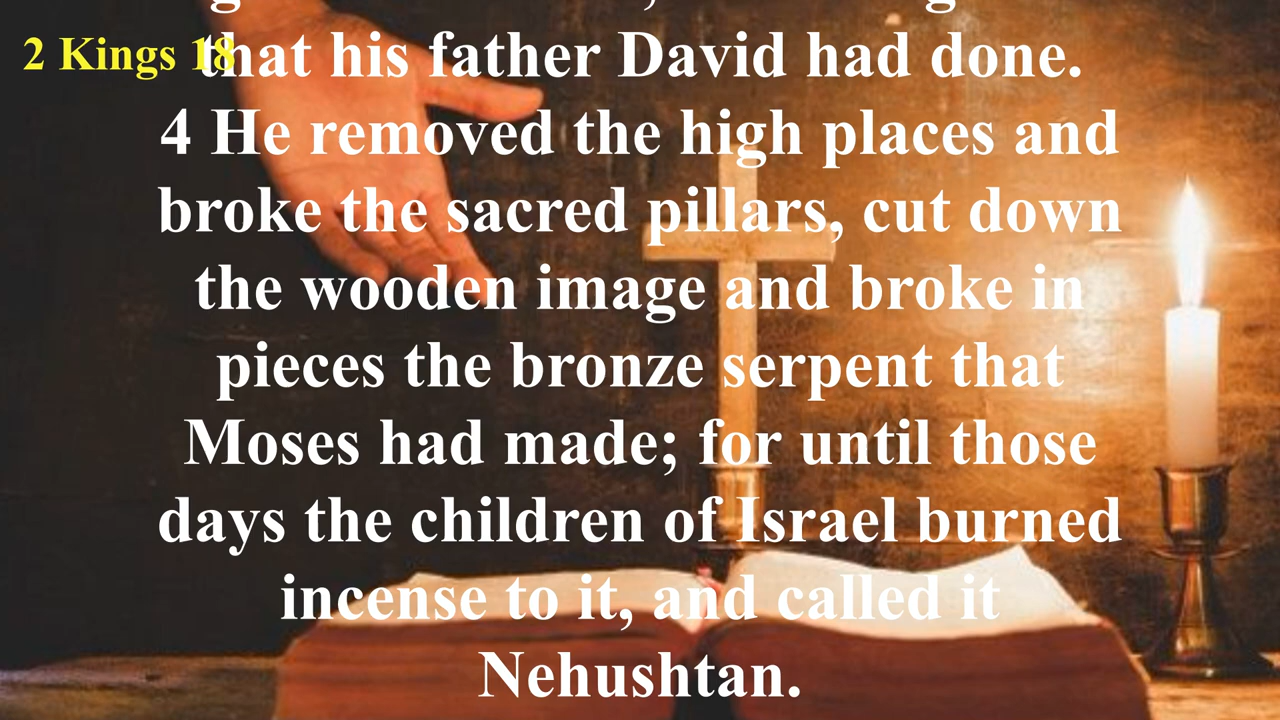 2 Kings 18
that his father David had done.
4 He removed the high places and
broke the sacred pillars, cut down
the wooden image and broke in
pieces the bronze serpent that
Moses had made; for until those
days the children of Israel burned
incense to it, and called it
Nehushtan.